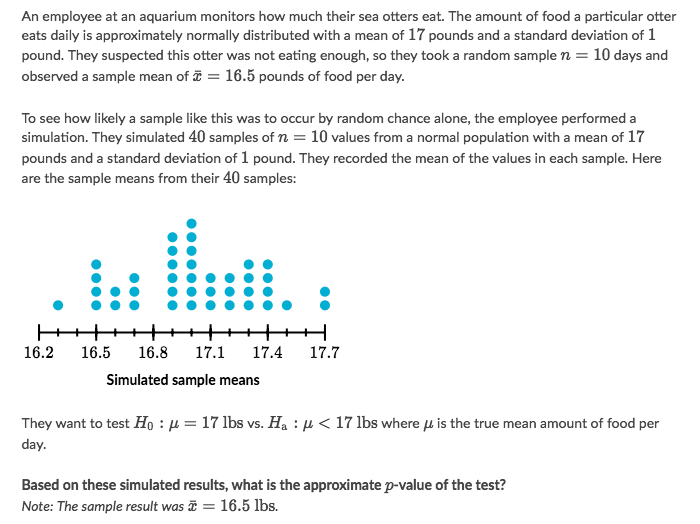 An employee at an aquarium monitors how much their sea otters eat. The amount of food a particular otter
eats daily is approximately normally distributed with a mean of 17 pounds and a standard deviation of 1
pound. They suspected this otter was not eating enough, so they took a random sample n = 10 days and
observed a sample mean of x̄ = 16.5 pounds of food per day.
To see how likely a sample like this was to occur by random chance alone, the employee performed a
simulation. They simulated 40 samples of n = 10 values from a normal population with a mean of 17
pounds and a standard deviation of 1 pound. They recorded the mean of the values in each sample. Here
are the sample means from their 40 samples:
16.2 16.5 16.8 17.1 17.4 17.7
Simulated sample means
They want to test H₀ : μ = 17 lbs vs. Hₐ : μ < 17 lbs where μ is the true mean amount of food per
day.
Based on these simulated results, what is the approximate p-value of the test?
Note: The sample result was x̄ = 16.5 lbs.